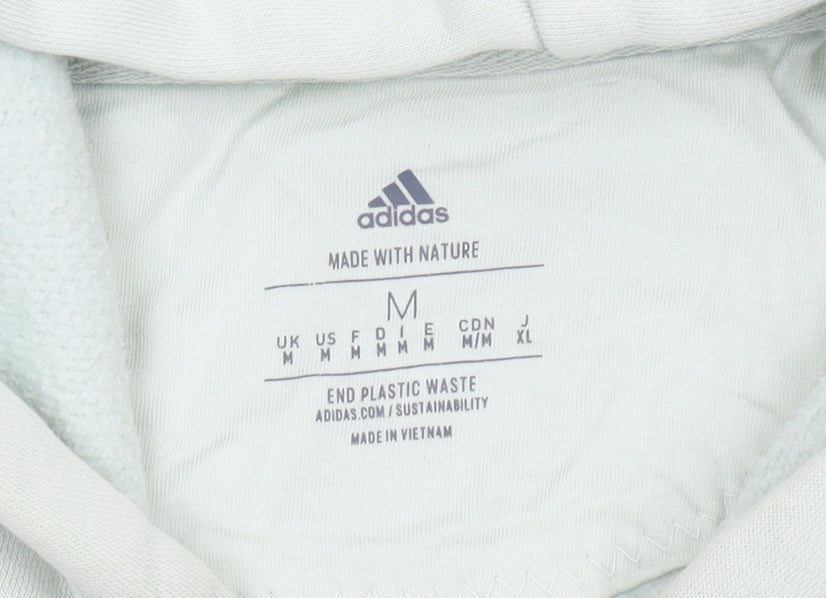 adidas
MADE WITH NATURE
M
UK US F D I E CDN J
M M M M M M M/M XL
END PLASTIC WASTE
ADIDAS.COM / SUSTAINABILITY
MADE IN VIETNAM